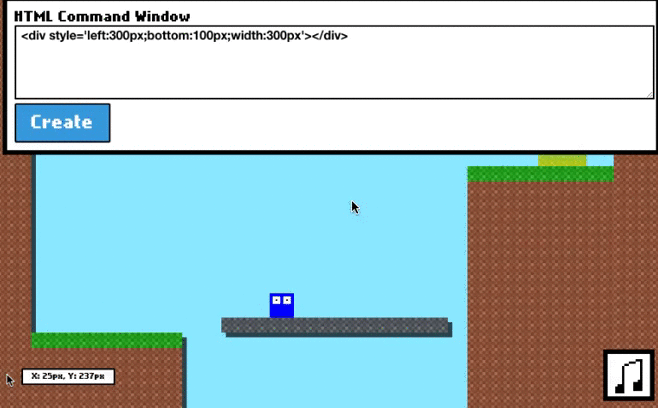 HTML Command Window
<div style='left:300px;bottom:100px;width:300px'></div>
Create
X: 25px, Y: 237px